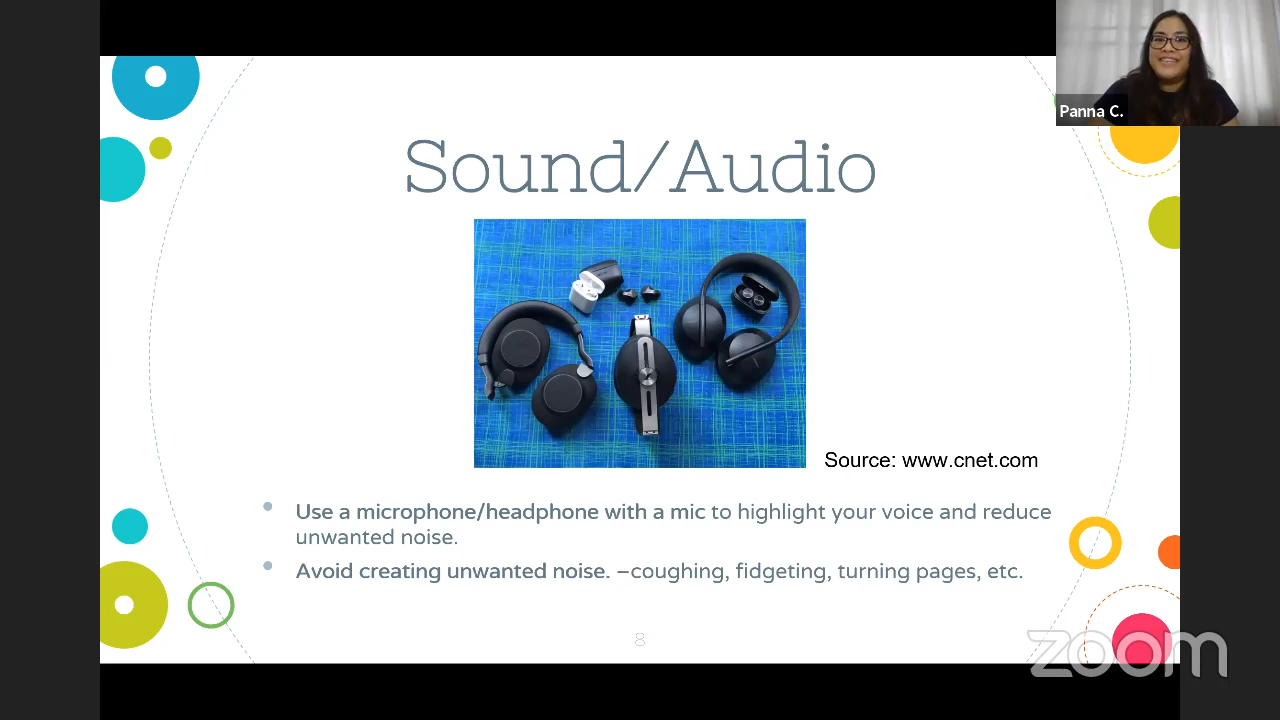 Panna C.
Sound/Audio
Source: www.cnet.com
Use a microphone/headphone with a mic to highlight your voice and reduce
unwanted noise.
Avoid creating unwanted noise. –coughing, fidgeting, turning pages, etc.
8
zoom